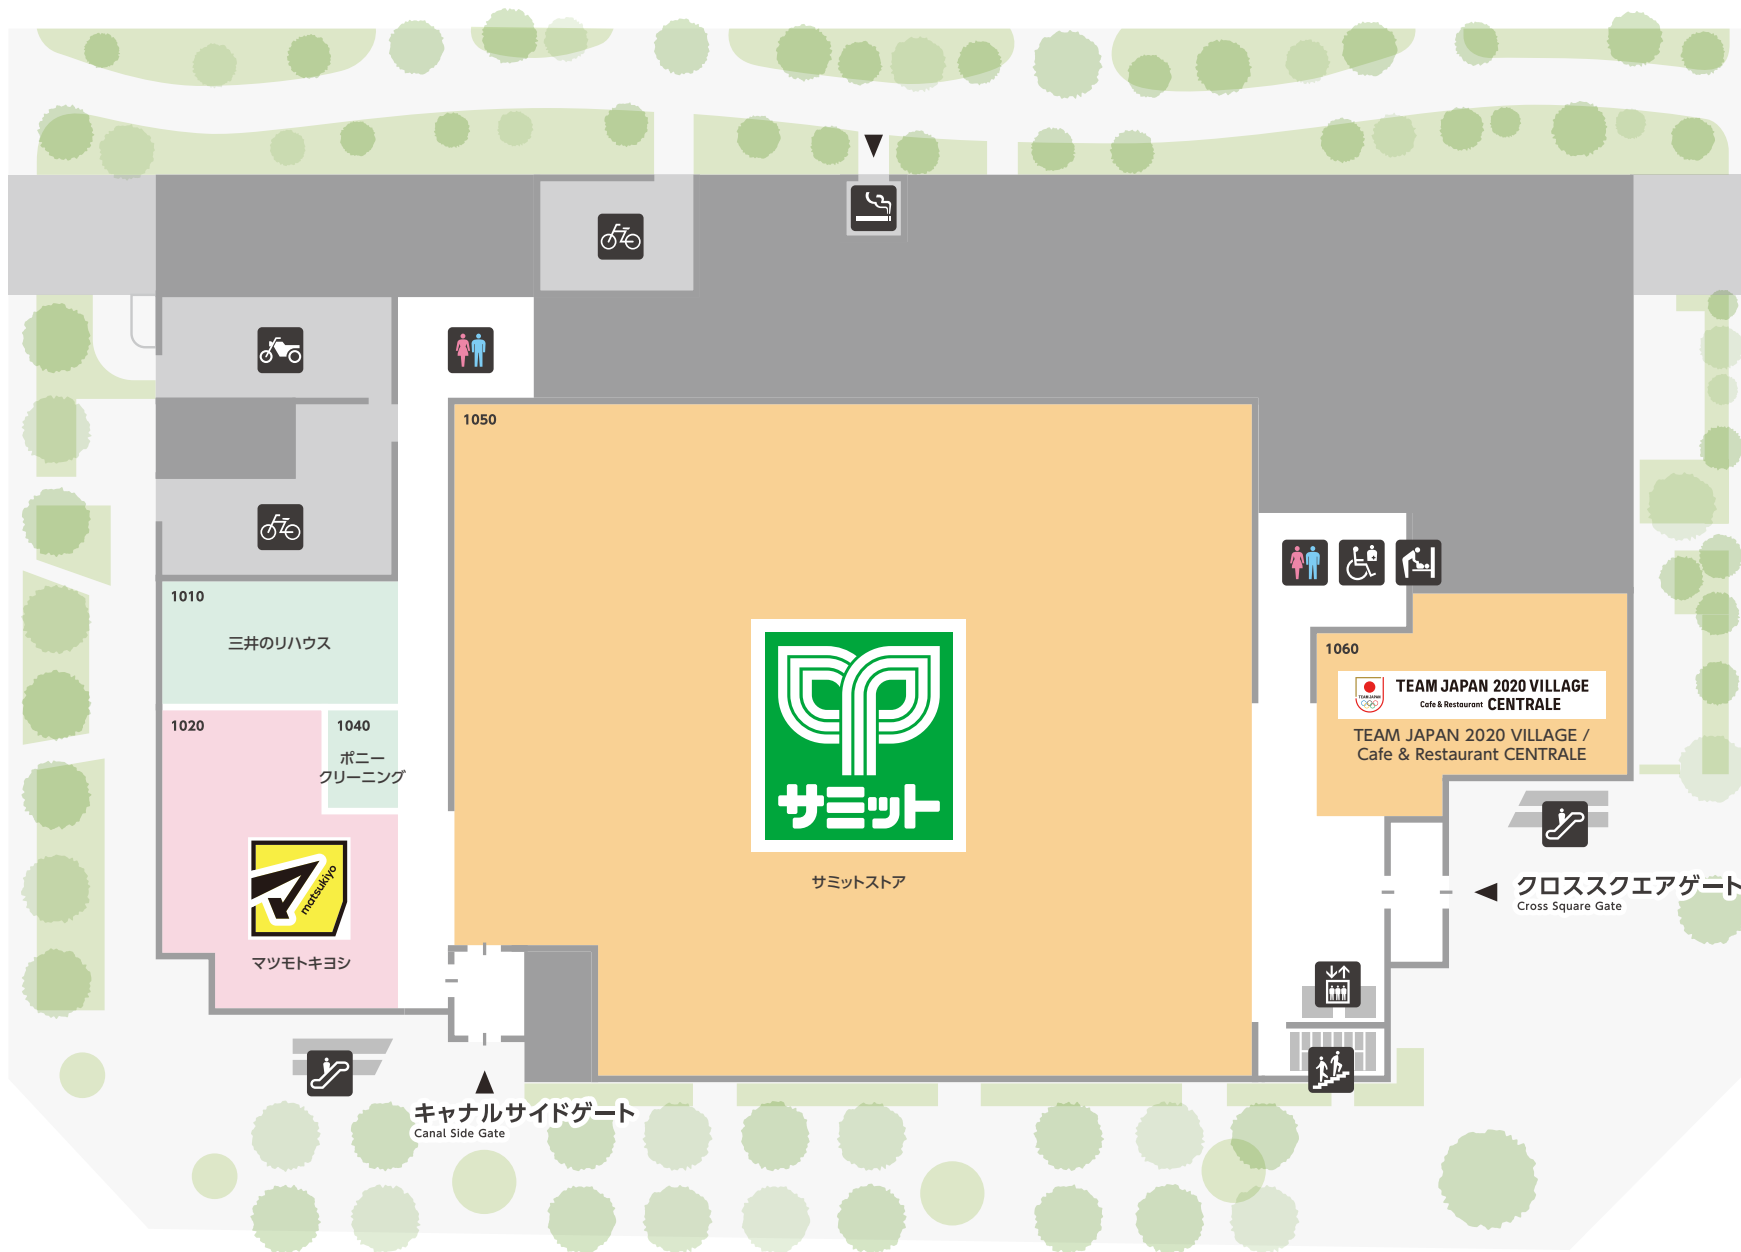 1050
1010
三井のリハウス
1020
1040
ポニー
クリーニング
matsukiyo
マツモトキヨシ
サミット
サミットストア
1060
TEAM JAPAN
TEAM JAPAN 2020 VILLAGE
Cafe & Restaurant CENTRALE
TEAM JAPAN 2020 VILLAGE /
Cafe & Restaurant CENTRALE
クロススクエアゲート
Cross Square Gate
キャナルサイドゲート
Canal Side Gate